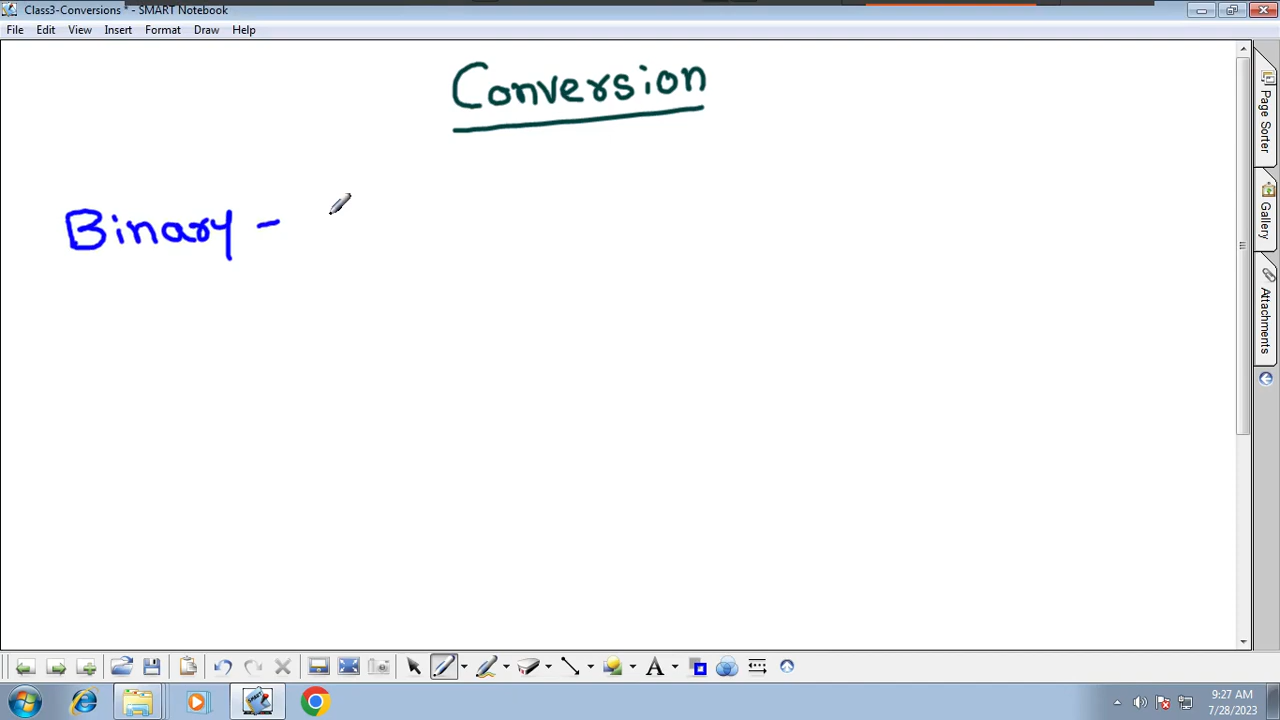 Class3-Conversions * - SMART Notebook
File Edit View Insert Format Draw Help
Conversion
Binary -
Page Sorter
Gallery
Attachments
9:27 AM
7/28/2023